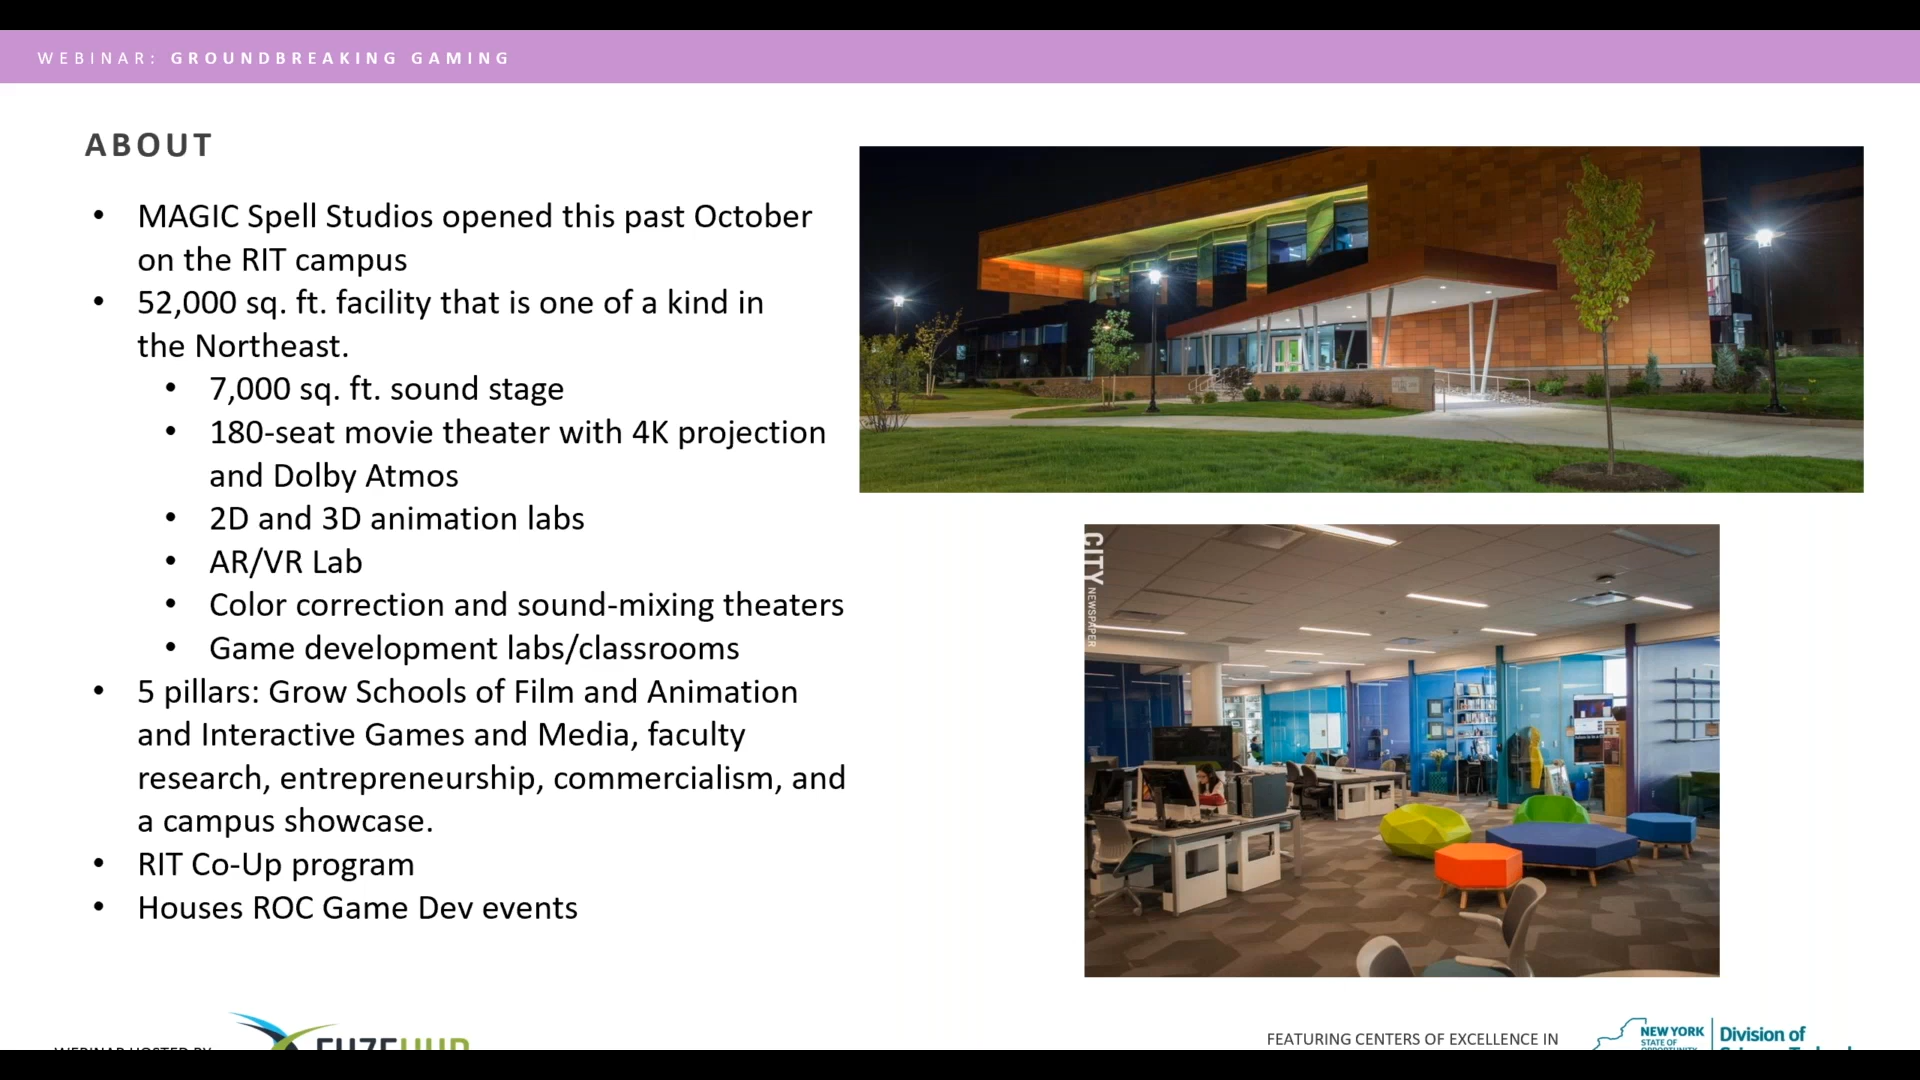 WEBINAR: GROUNDBREAKING GAMING
ABOUT
• MAGIC Spell Studios opened this past October
on the RIT campus
• 52,000 sq. ft. facility that is one of a kind in
the Northeast.
• 7,000 sq. ft. sound stage
• 180-seat movie theater with 4K projection
and Dolby Atmos
• 2D and 3D animation labs
• AR/VR Lab
• Color correction and sound-mixing theaters
• Game development labs/classrooms
• 5 pillars: Grow Schools of Film and Animation
and Interactive Games and Media, faculty
research, entrepreneurship, commercialism, and
a campus showcase.
• RIT Co-Up program
• Houses ROC Game Dev events
CITY NEWSPAPER
WEBINAR HOSTED BY
FUZEHUB
FEATURING CENTERS OF EXCELLENCE IN
NEW YORK
STATE OF
OPPORTUNITY
Division of